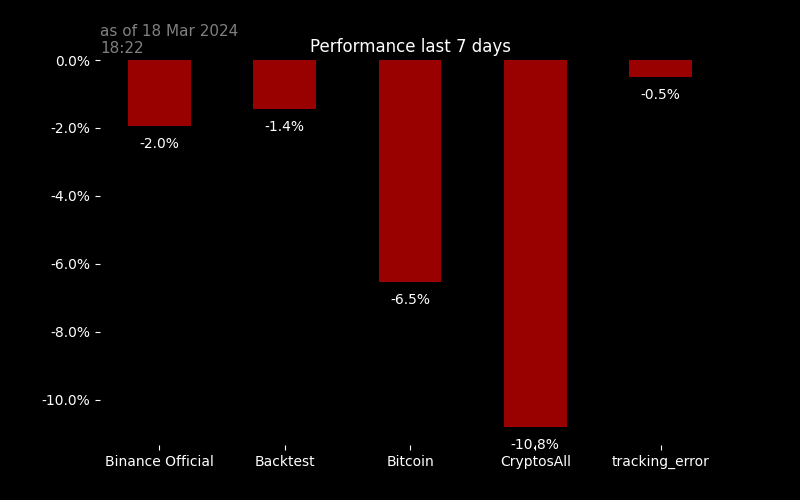 as of 18 Mar 2024
18:22
Performance last 7 days
0.0%
-2.0%
-4.0%
-6.0%
-8.0%
-10.0%
-2.0%
-1.4%
-6.5%
-10.8%
-0.5%
Binance Official
Backtest
Bitcoin
CryptosAll
tracking_error